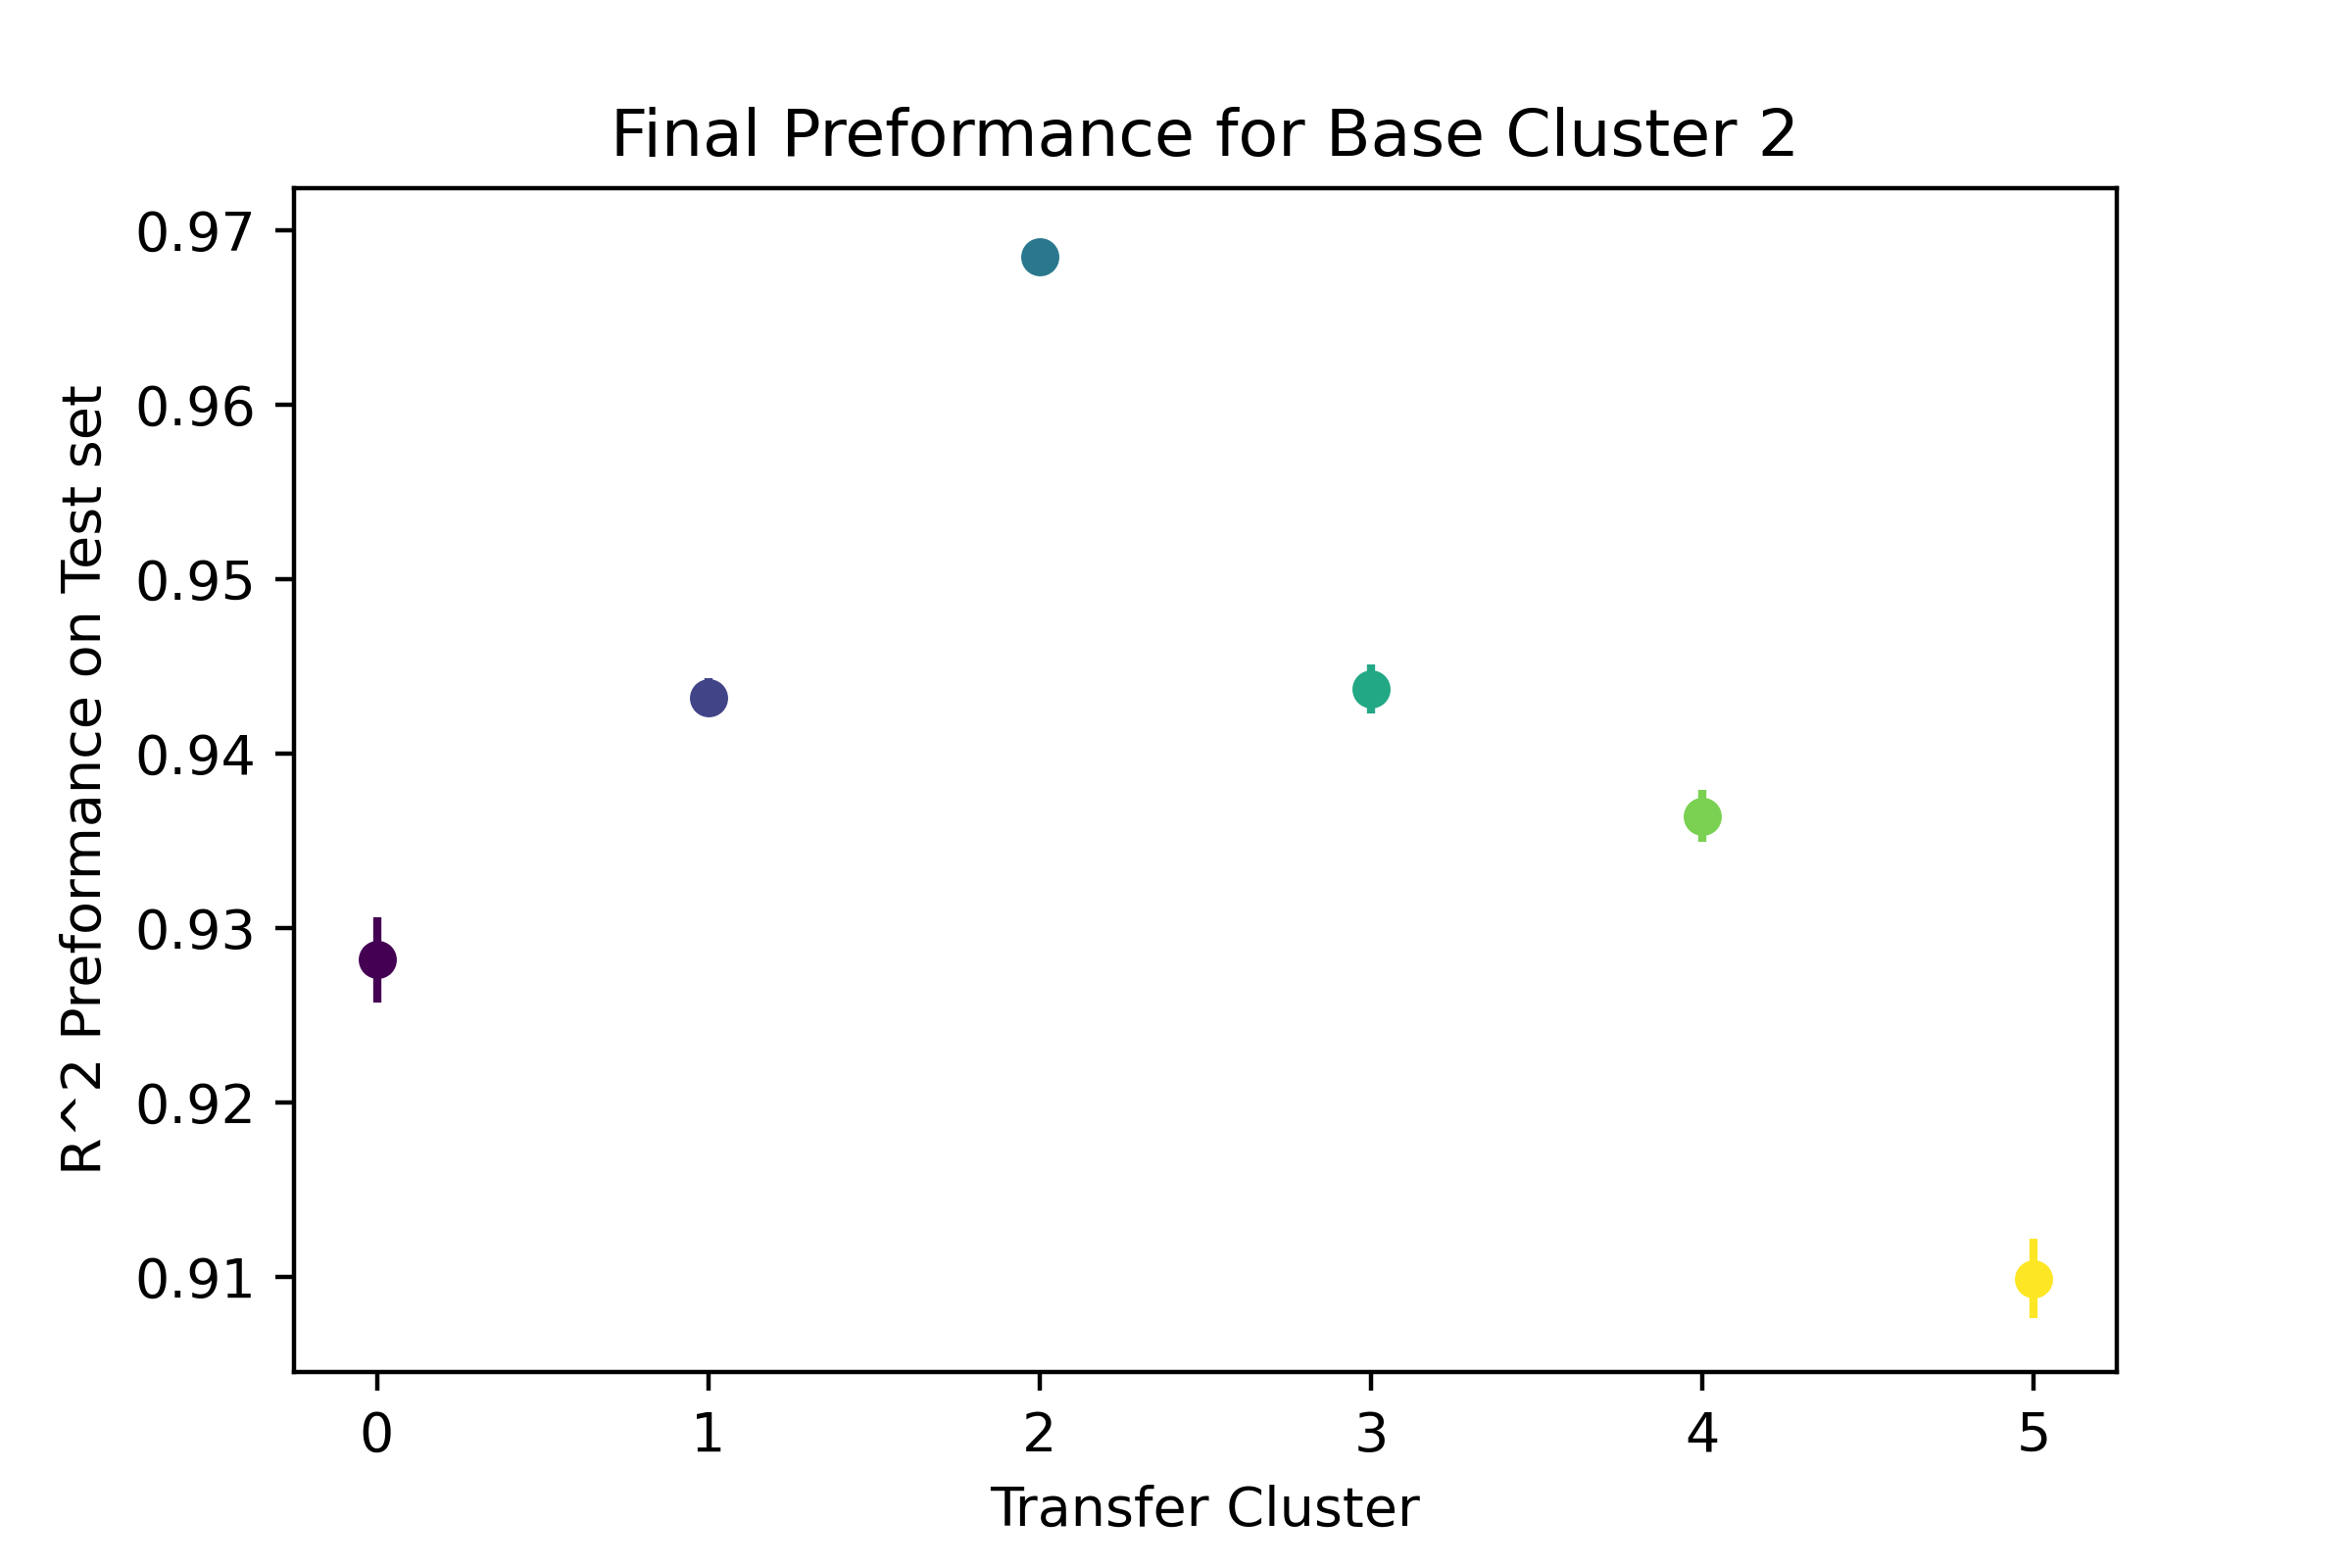 Final Preformance for Base Cluster 2
R^2 Preformance on Test set
0.97
0.96
0.95
0.94
0.93
0.92
0.91
0 1 2 3 4 5
Transfer Cluster